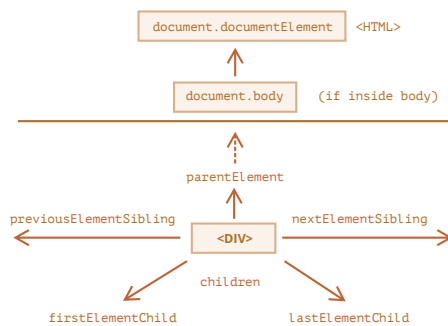 document.documentElement <HTML>
document.body (if inside body)
parentElement
previousElementSibling nextElementSibling
<DIV>
children
firstElementChild lastElementChild